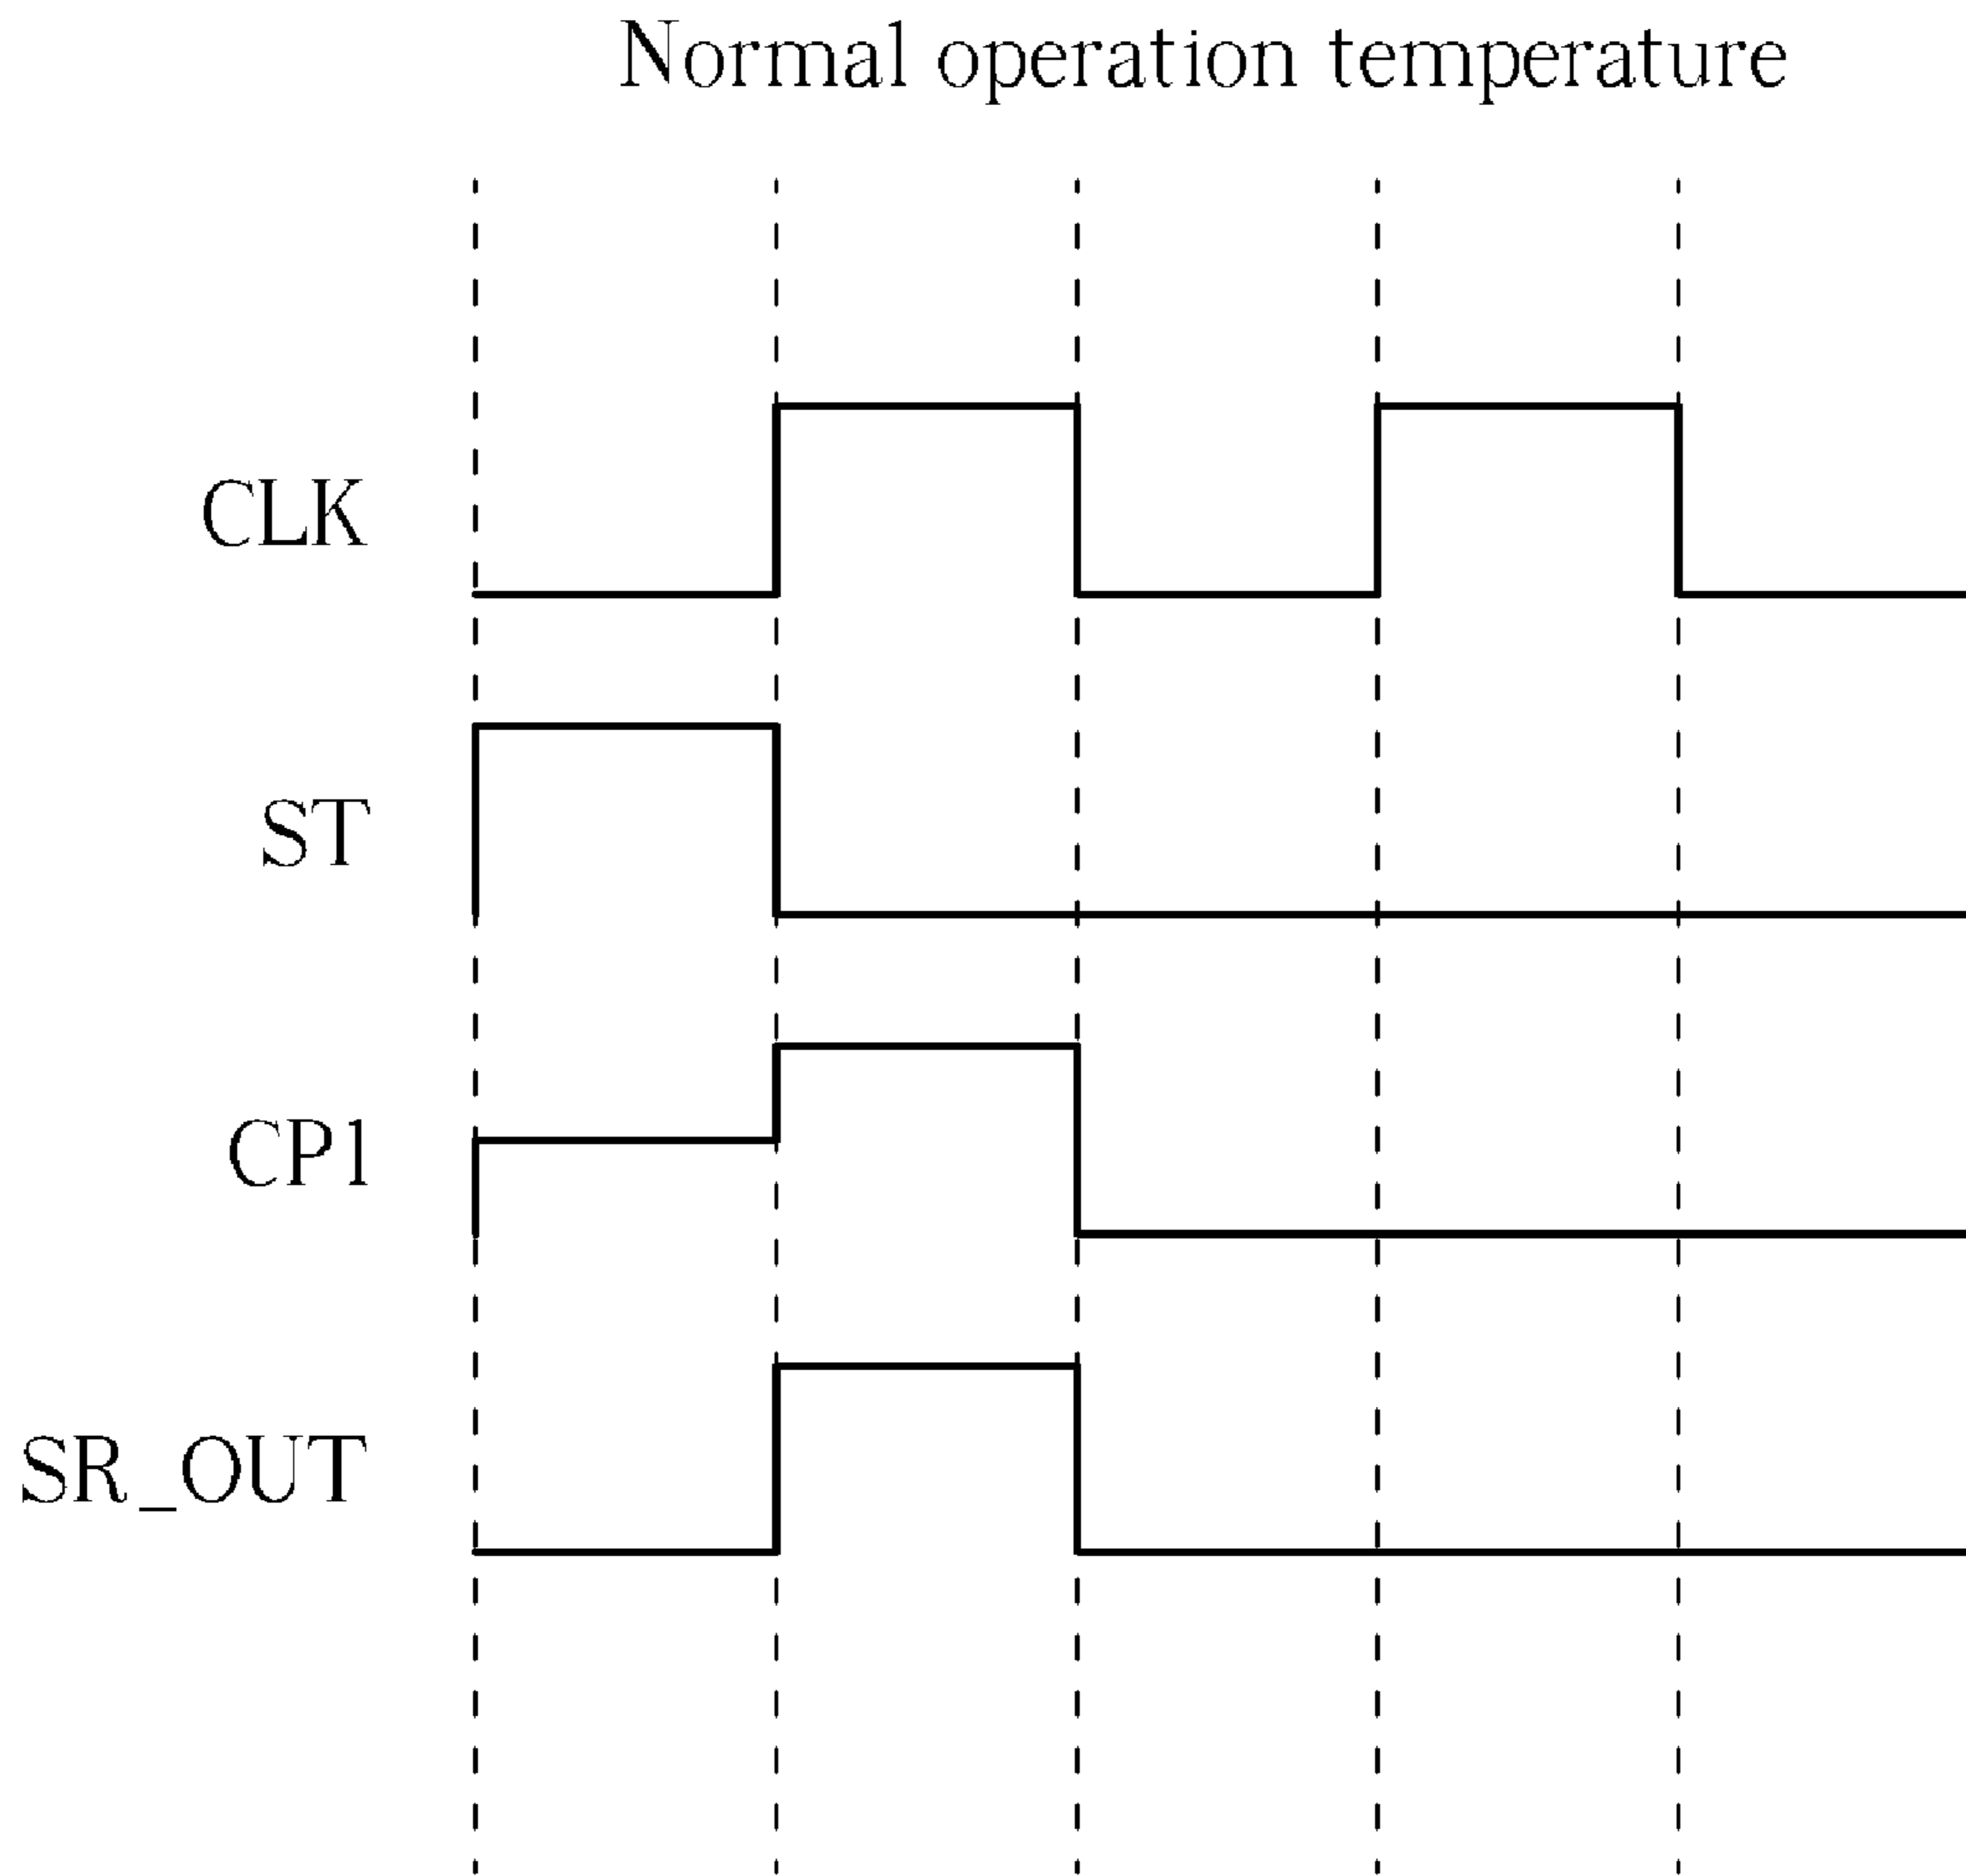 Normal operation temperature
CLK
ST
CP1
SR_OUT